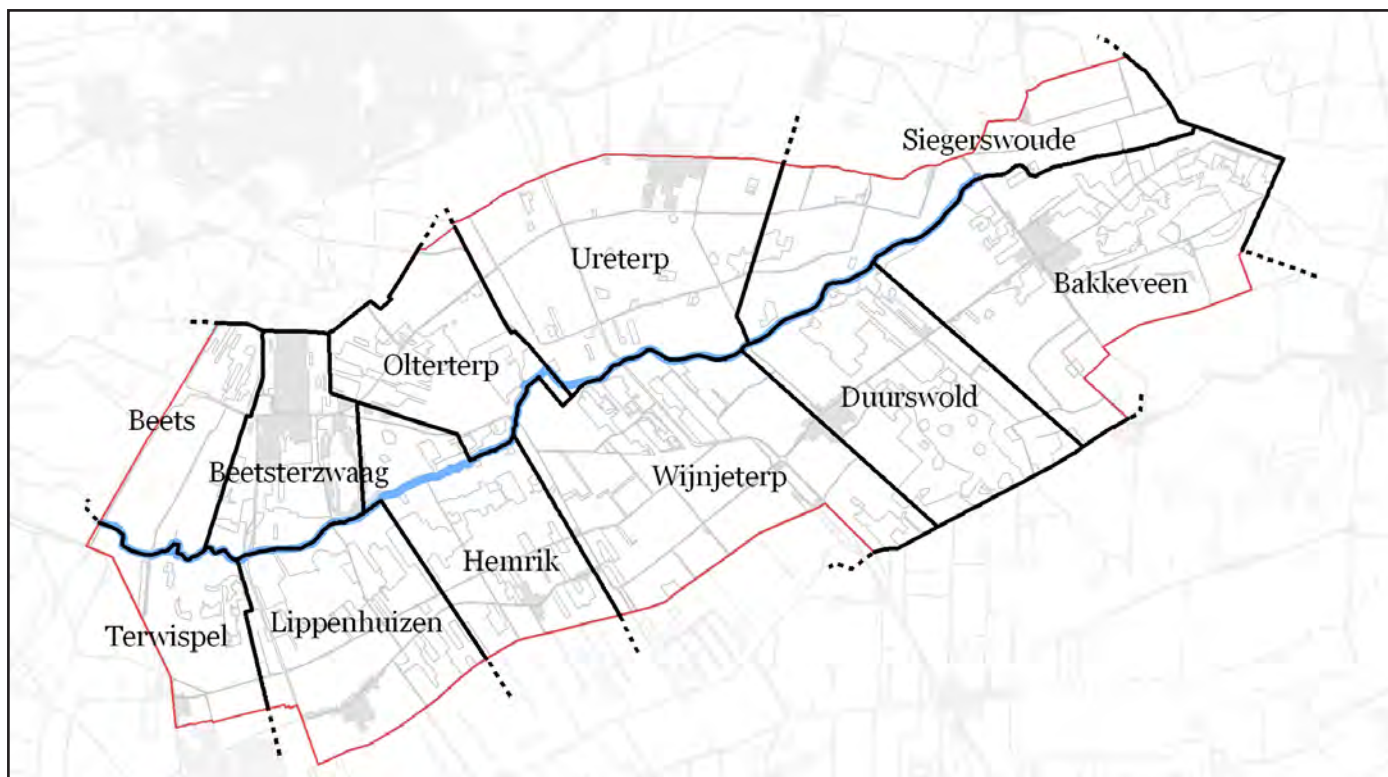 Siegerswoude
Ureterp
Bakkeveen
Olterterp
Duurswold
Beets
Beetsterzwaag
Wijnjeterp
Hemrik
Lippenhuizen
Terwispel